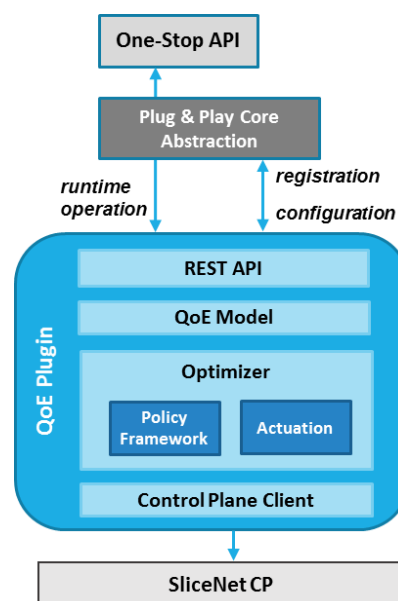 One-Stop API
Plug & Play Core
Abstraction
runtime
operation
registration
configuration
QoE Plugin
REST API
QoE Model
Optimizer
Policy
Framework
Actuation
Control Plane Client
SliceNet CP